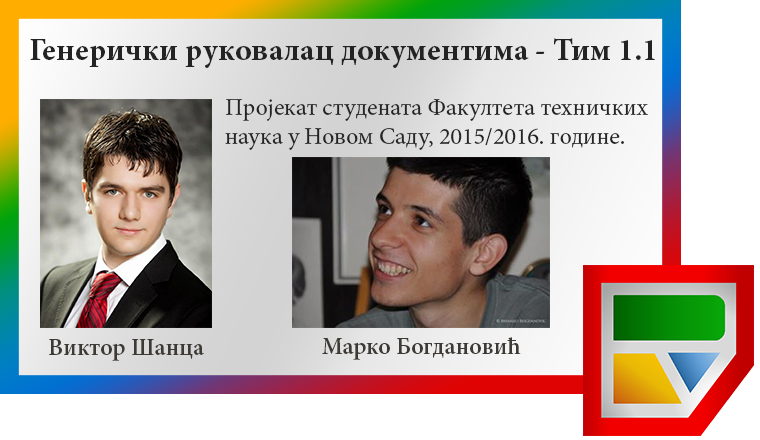 Генерички руковалац документима - Тим 1.1
Пројекат студената Факултета техничких
наука у Новом Саду, 2015/2016. године.
Виктор Шанца
Марко Богдановић